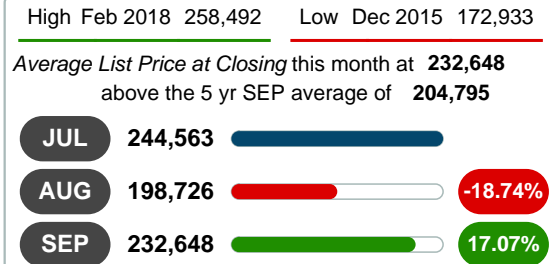 High Feb 2018 258,492 Low Dec 2015 172,933
Average List Price at Closing this month at 232,648
above the 5 yr SEP average of 204,795
JUL 244,563
AUG 198,726 -18.74%
SEP 232,648 17.07%